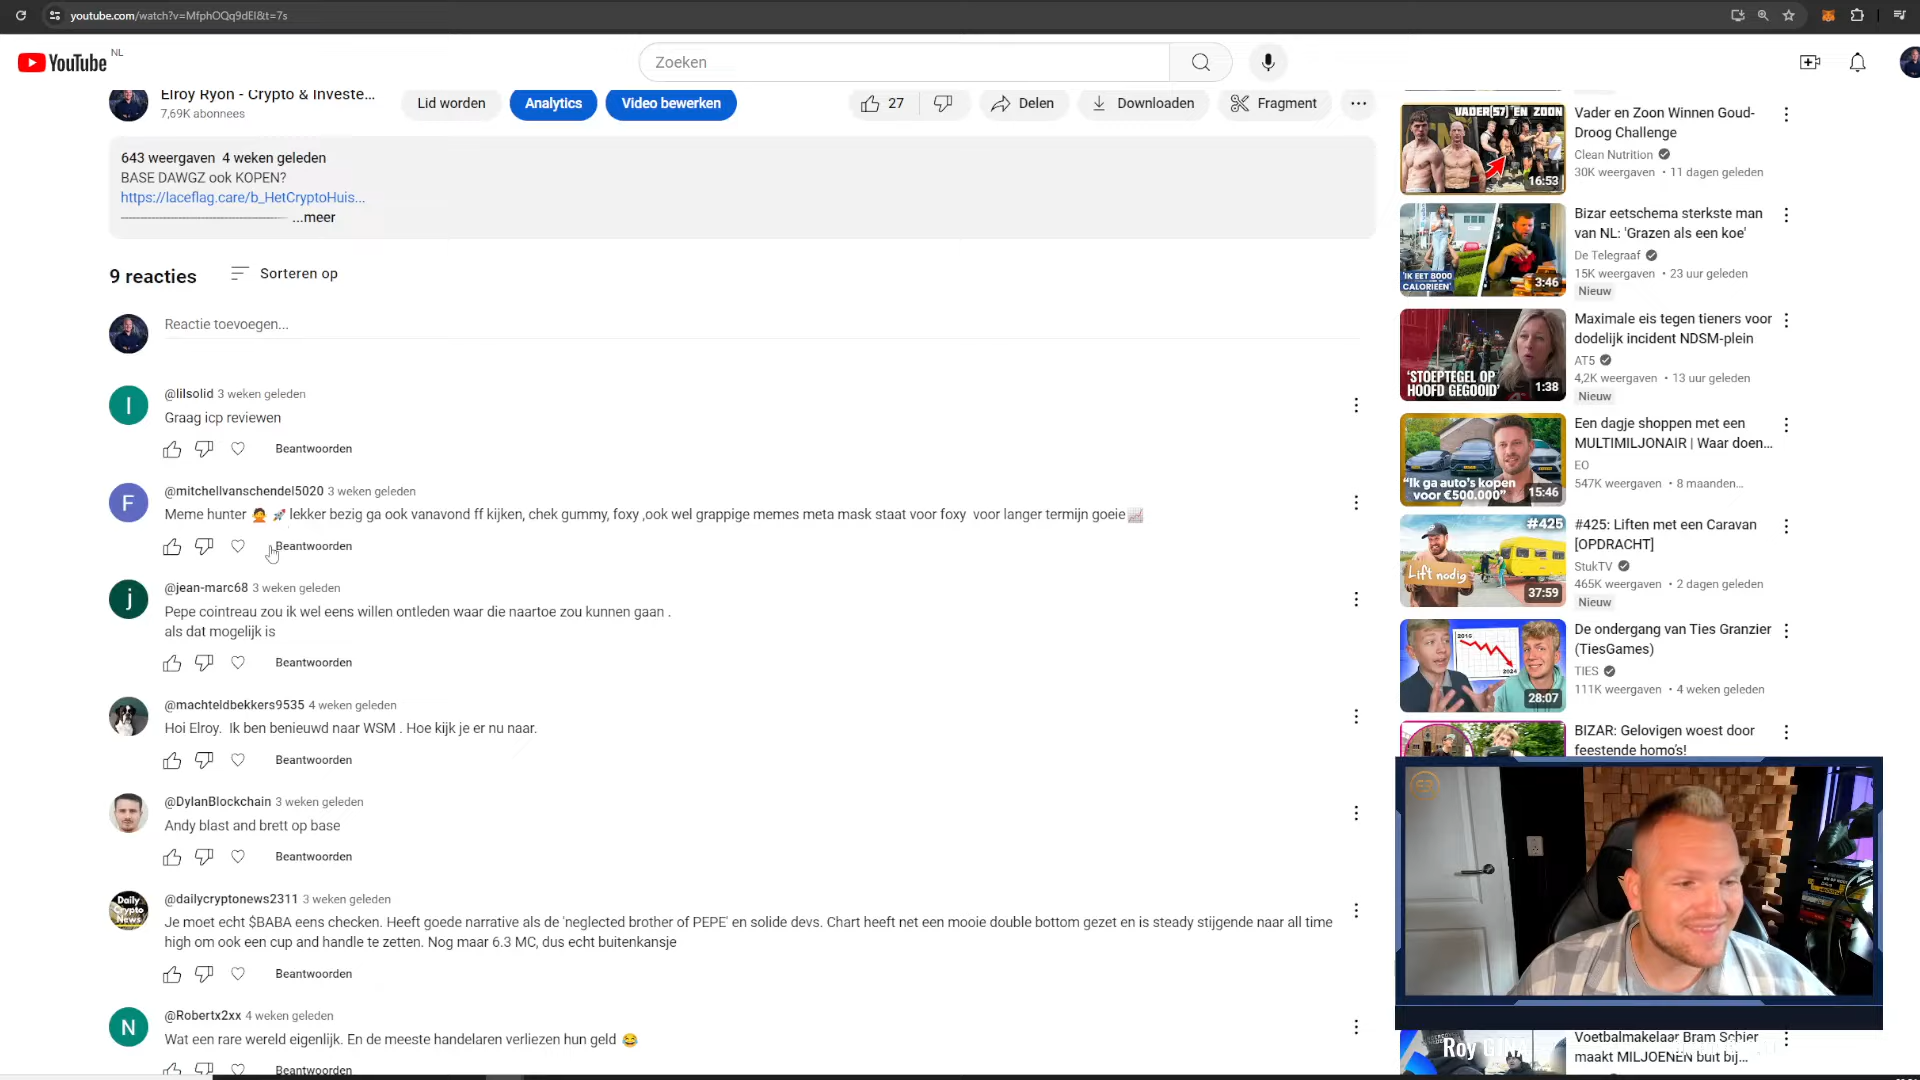 youtube.com/watch?v=MfphOQq9dEI&t=7s
YouTube NL
Zoeken
Elroy Ryon - Crypto & Investe...
7,69K abonnees
Lid worden
Analytics
Video bewerken
27
Delen
Downloaden
Fragment
643 weergaven 4 weken geleden
BASE DAWGZ ook KOPEN?
https://laceflag.care/b_HetCryptoHuis...
...meer
9 reacties
Sorteren op
Reactie toevoegen...
@lilsolid 3 weken geleden
Graag icp reviewen
Beantwoorden
F
@mitchellvanschendel5020 3 weken geleden
Meme hunter 🙍 🚀 lekker bezig ga ook vanavond ff kijken, chek gummy, foxy ,ook wel grappige memes meta mask staat voor foxy voor langer termijn goeie📈
Beantwoorden
j
@jean-marc68 3 weken geleden
Pepe cointreau zou ik wel eens willen ontleden waar die naartoe zou kunnen gaan .
als dat mogelijk is
Beantwoorden
@machteldbekkers9535 4 weken geleden
Hoi Elroy. Ik ben benieuwd naar WSM . Hoe kijk je er nu naar.
Beantwoorden
@DylanBlockchain 3 weken geleden
Andy blast and brett op base
Beantwoorden
Daily
Crypto
News
@dailycryptonews2311 3 weken geleden
Je moet echt $BABA eens checken. Heeft goede narrative als de 'neglected brother of PEPE' en solide devs. Chart heeft net een mooie double bottom gezet en is steady stijgende naar all time
high om ook een cup and handle te zetten. Nog maar 6.3 MC, dus echt buitenkansje
Beantwoorden
N
@Robertx2xx 4 weken geleden
Wat een rare wereld eigenlijk. En de meeste handelaren verliezen hun geld 😂
Beantwoorden
VADER[57] EN ZOON
16:53
Vader en Zoon Winnen Goud-
Droog Challenge
Clean Nutrition
30K weergaven • 11 dagen geleden
'IK EET 8000
CALORIEËN'
3:46
Bizar eetschema sterkste man
van NL: 'Grazen als een koe'
De Telegraaf
15K weergaven • 23 uur geleden
Nieuw
'STOEPTEGEL OP
HOOFD GEGOOID'
1:38
Maximale eis tegen tieners voor
dodelijk incident NDSM-plein
AT5
4,2K weergaven • 13 uur geleden
Nieuw
"Ik ga auto's kopen
voor €500.000"
15:46
Een dagje shoppen met een
MULTIMILJONAIR | Waar doen...
EO
547K weergaven • 8 maanden...
#425
Lift nodig
37:59
#425: Liften met een Caravan
[OPDRACHT]
StukTV
465K weergaven • 2 dagen geleden
Nieuw
2016
2024
28:07
De ondergang van Ties Granzier
(TiesGames)
TIES
111K weergaven • 4 weken geleden
BIZAR: Gelovigen woest door
feestende homo's!
Voetbalmakelaar Bram Schier
maakt MILJOENEN buit bij...